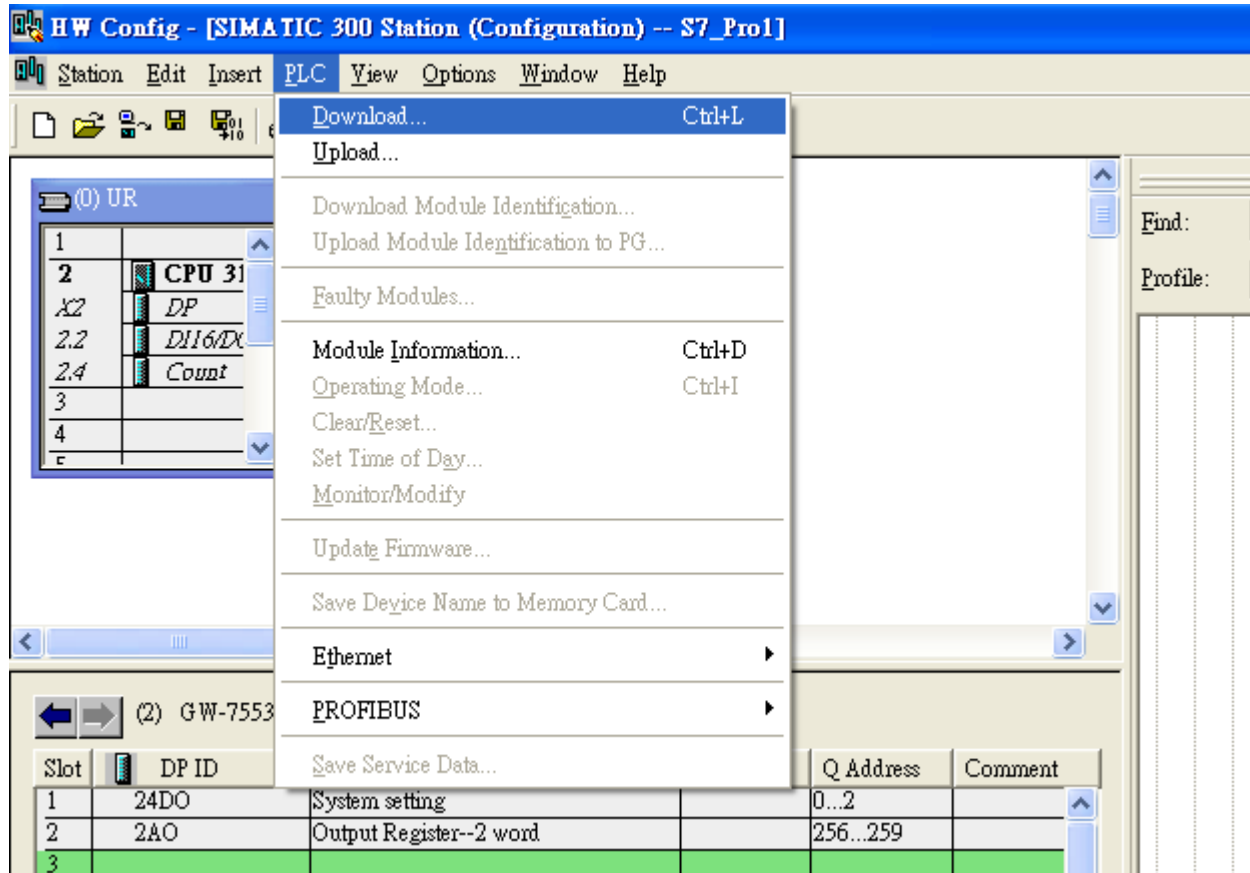 HW Config - [SIMATIC 300 Station (Configuration) -- S7_Pro1]
Station Edit Insert PLC View Options Window Help
Download... Ctrl+L
Upload...
Download Module Identification...
Upload Module Identification to PG...
Faulty Modules...
Module Information... Ctrl+D
Operating Mode... Ctrl+I
Clear/Reset...
Set Time of Day...
Monitor/Modify
Update Firmware...
Save Device Name to Memory Card...
Ethernet
PROFIBUS
Save Service Data...
(0) UR
1
2 CPU 31
X2 DP
2.2 DI16/DO
2.4 Count
3
4
5
Find:
Profile:
(2) GW-7553
Slot DP ID Q Address Comment
1 24DO System setting 0...2
2 2AO Output Register--2 word 256...259
3